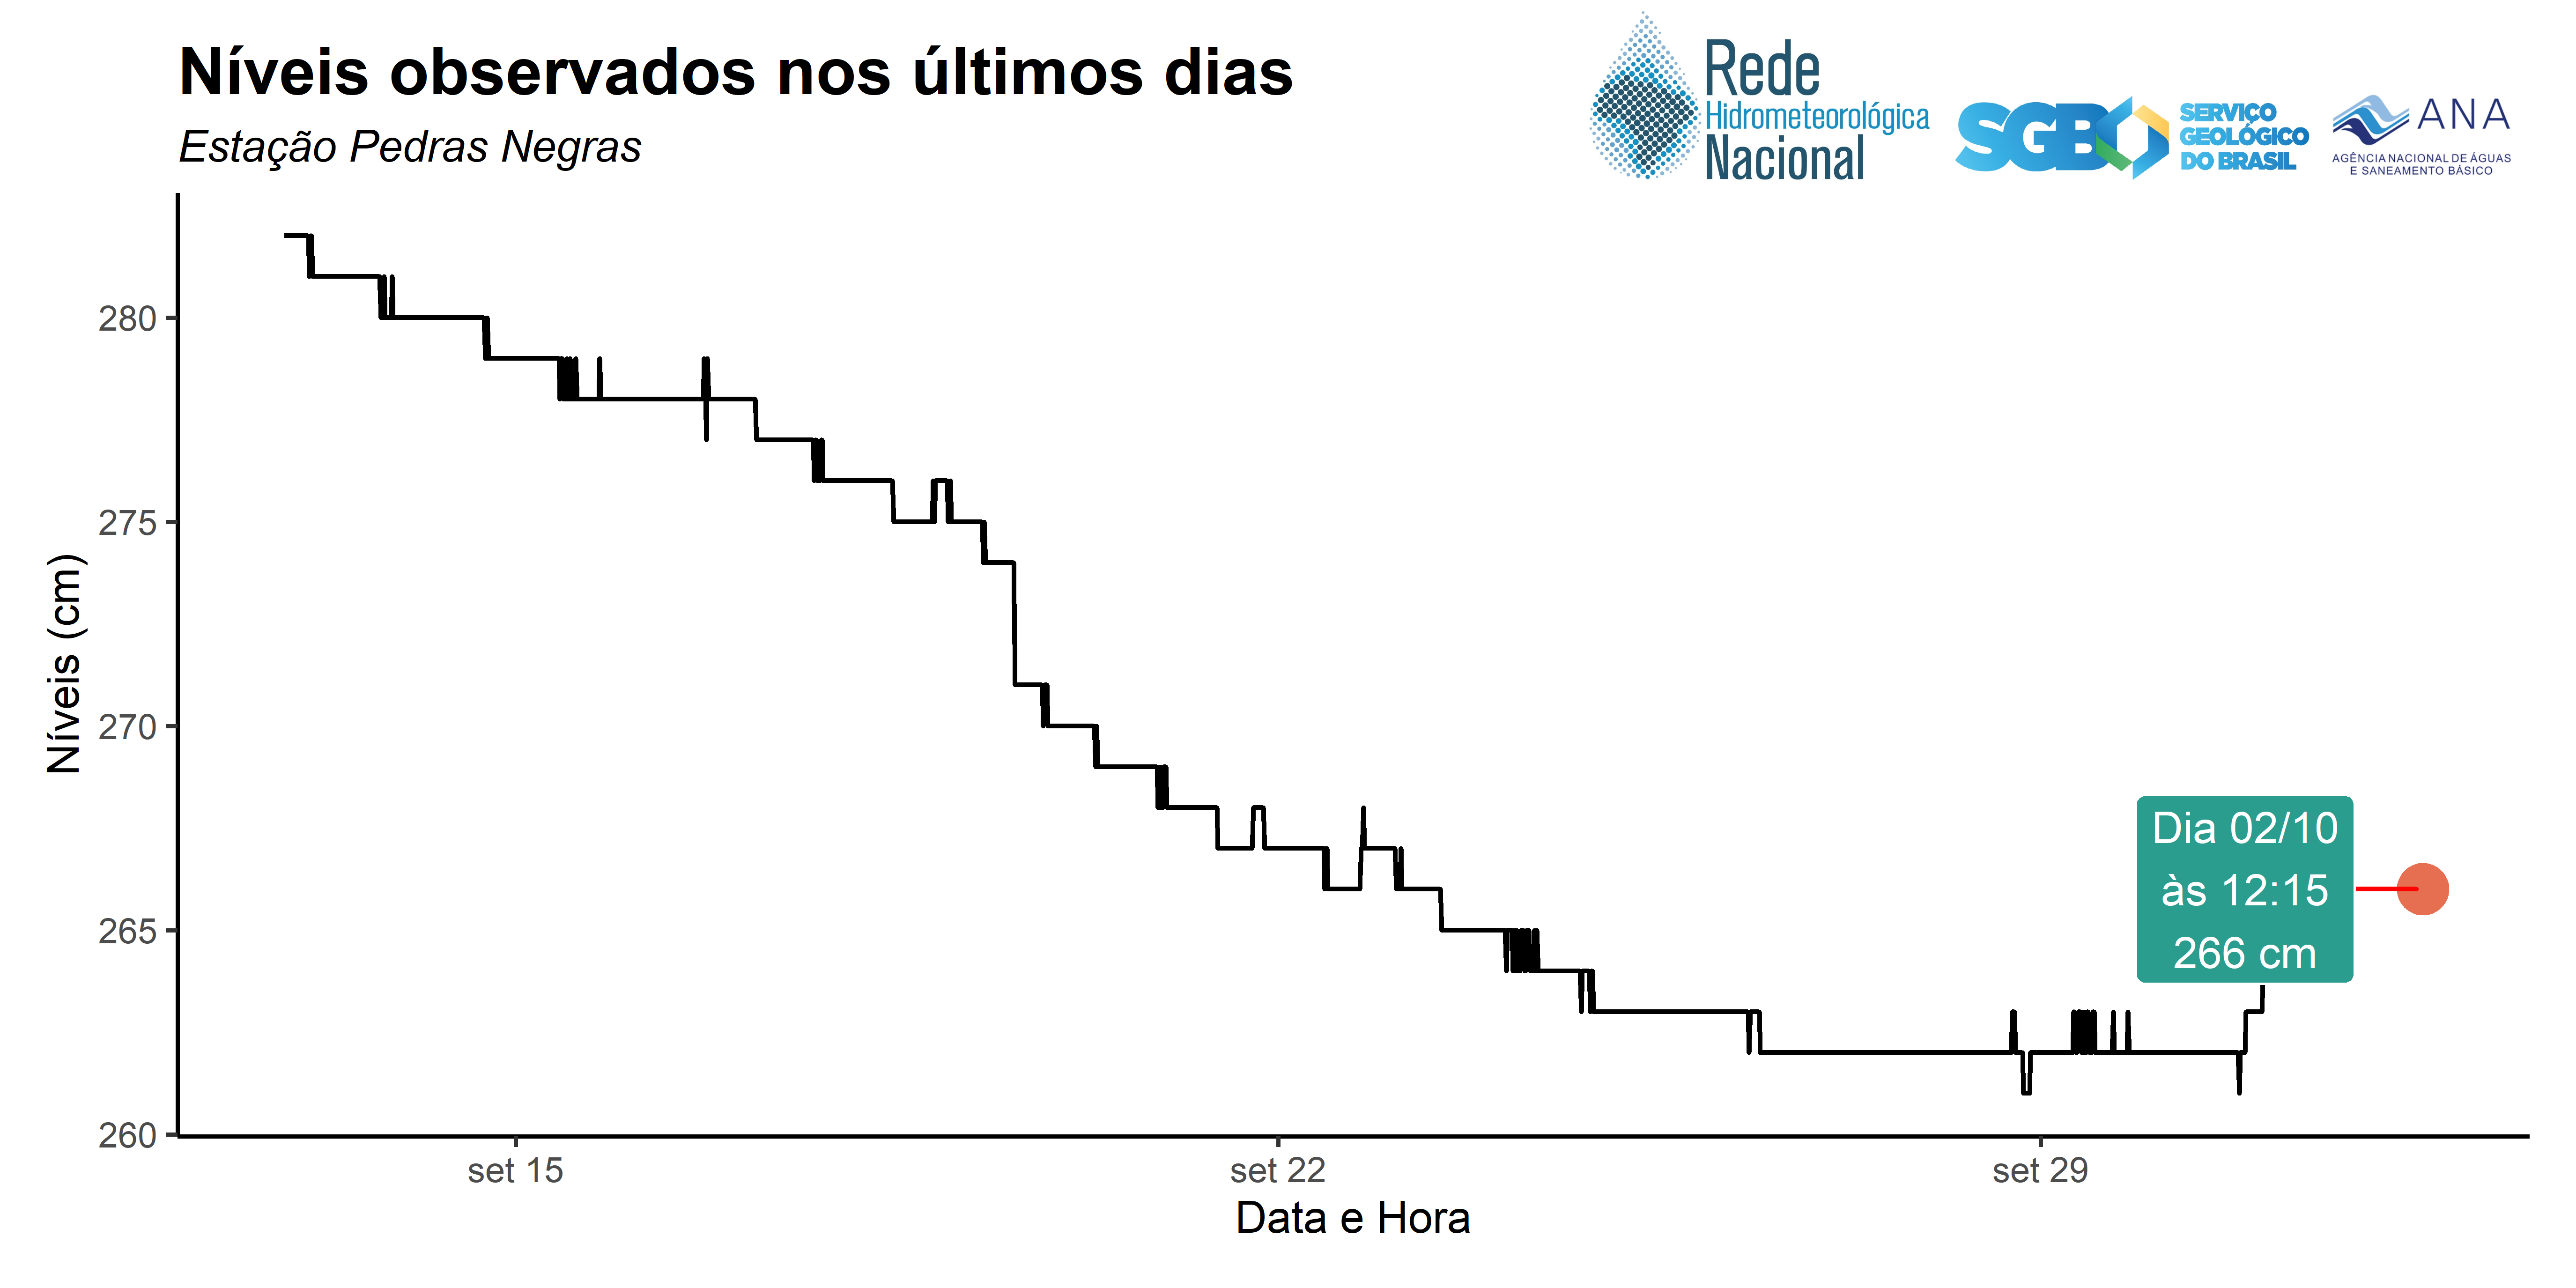 Níveis observados nos últimos dias
Estação Pedras Negras
Rede
Hidrometeorológica
Nacional
SGB
SERVIÇO
GEOLÓGICO
DO BRASIL
ANA
AGÊNCIA NACIONAL DE ÁGUAS
E SANEAMENTO BÁSICO
Níveis (cm)
280
275
270
265
260
Dia 02/10
às 12:15
266 cm
set 15
set 22
set 29
Data e Hora